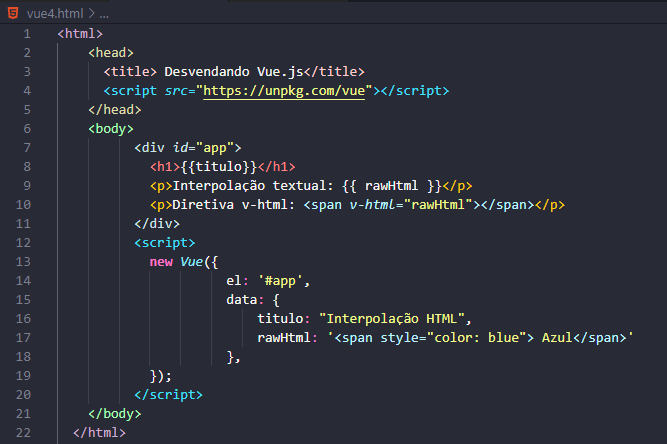 vue4.html > ...
1 <html>
2 <head>
3 <title> Desvendando Vue.js</title>
4 <script src="https://unpkg.com/vue"></script>
5 </head>
6 <body>
7 <div id="app">
8 <h1>{{titulo}}</h1>
9 <p>Interpolação textual: {{ rawHtml }}</p>
10 <p>Diretiva v-html: <span v-html="rawHtml"></span></p>
11 </div>
12 <script>
13 new Vue({
14 el: '#app',
15 data: {
16 titulo: "Interpolação HTML",
17 rawHtml: '<span style="color: blue"> Azul</span>'
18 },
19 });
20 </script>
21 </body>
22 </html>